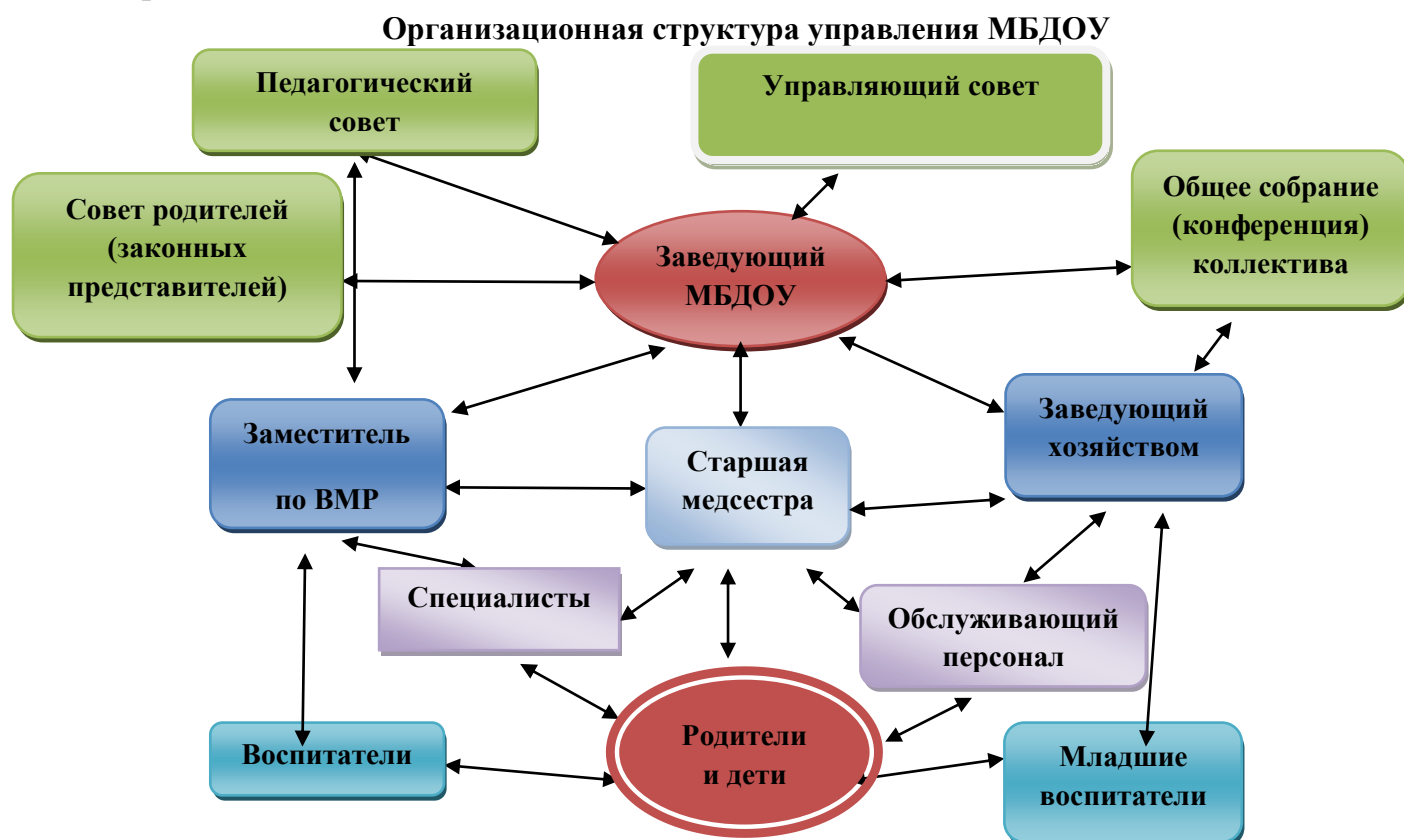 Организационная структура управления МБДОУ
Педагогический
совет
Управляющий совет
Совет родителей
(законных
представителей)
Заведующий
МБДОУ
Общее собрание
(конференция)
коллектива
Заместитель
по ВМР
Старшая
медсестра
Заведующий
хозяйством
Специалисты
Обслуживающий
персонал
Воспитатели
Родители
и дети
Младшие
воспитатели